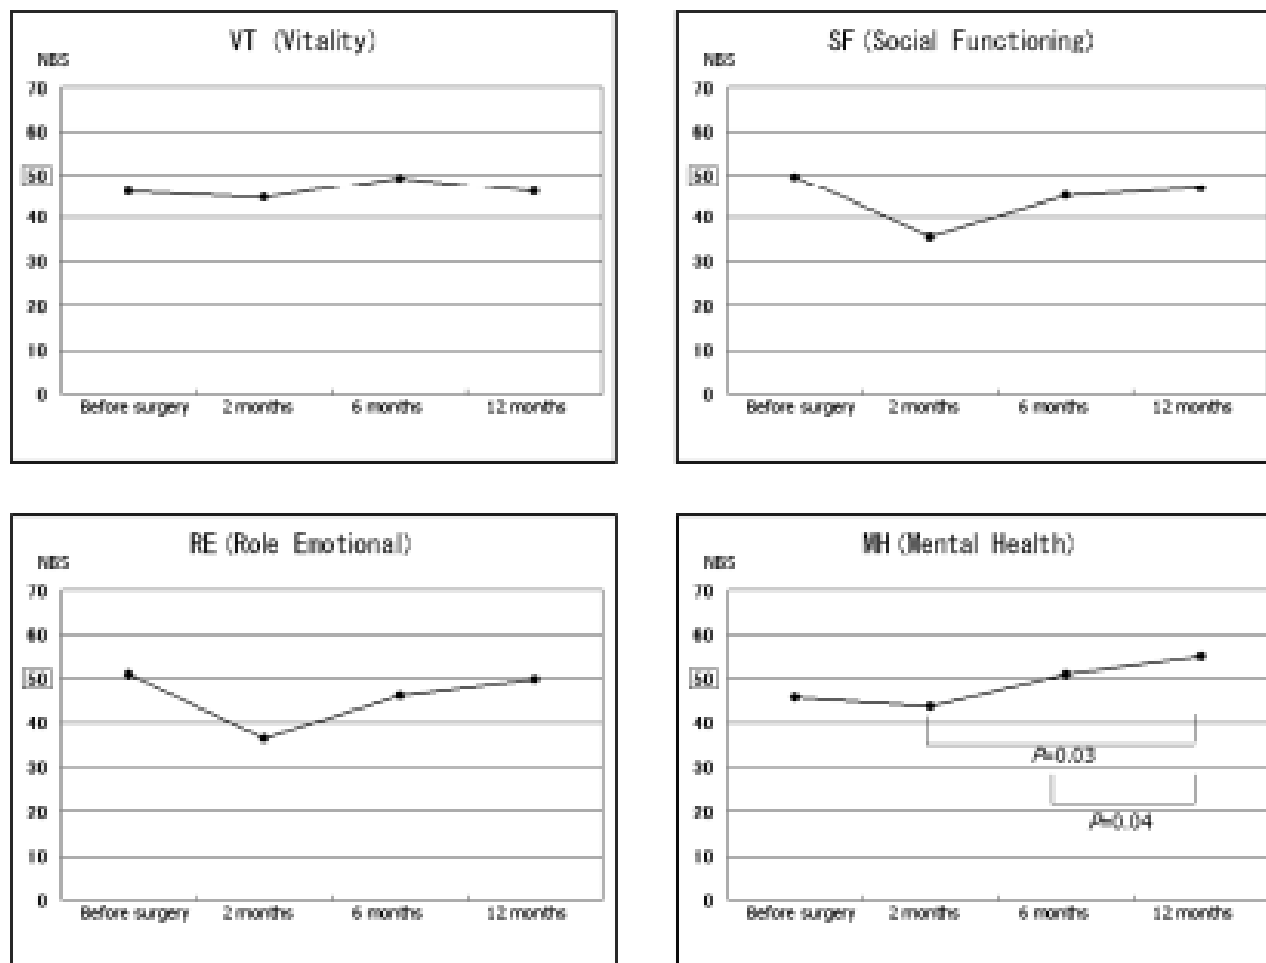 VT (Vitality)
NBS
70
60
50
40
30
20
10
0
Before surgery 2 months 6 months 12 months
SF (Social Functioning)
NBS
70
60
50
40
30
20
10
0
Before surgery 2 months 6 months 12 months
RE (Role Emotional)
NBS
70
60
50
40
30
20
10
0
Before surgery 2 months 6 months 12 months
MH (Mental Health)
NBS
70
60
50
40
30
20
10
0
P=0.03
P=0.04
Before surgery 2 months 6 months 12 months